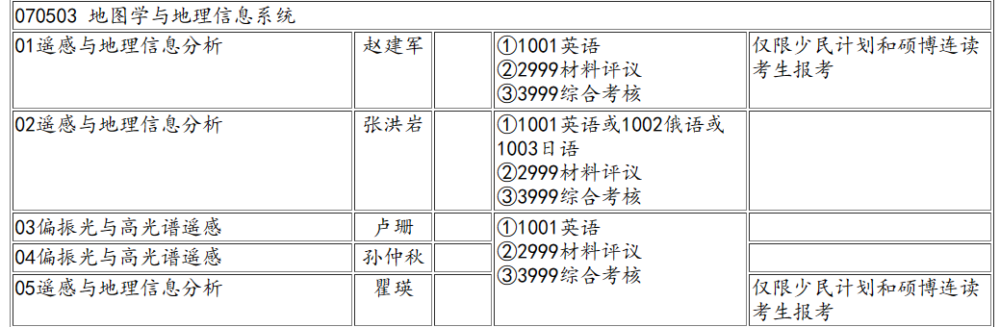 070503 地图学与地理信息系统
01遥感与地理信息分析
赵建军
①1001英语
②2999材料评议
③3999综合考核
仅限少民计划和硕博连读
考生报考
02遥感与地理信息分析
张洪岩
①1001英语或1002俄语或
1003日语
②2999材料评议
③3999综合考核
03偏振光与高光谱遥感
卢珊
①1001英语
②2999材料评议
③3999综合考核
04偏振光与高光谱遥感
孙仲秋
05遥感与地理信息分析
瞿瑛
仅限少民计划和硕博连读
考生报考